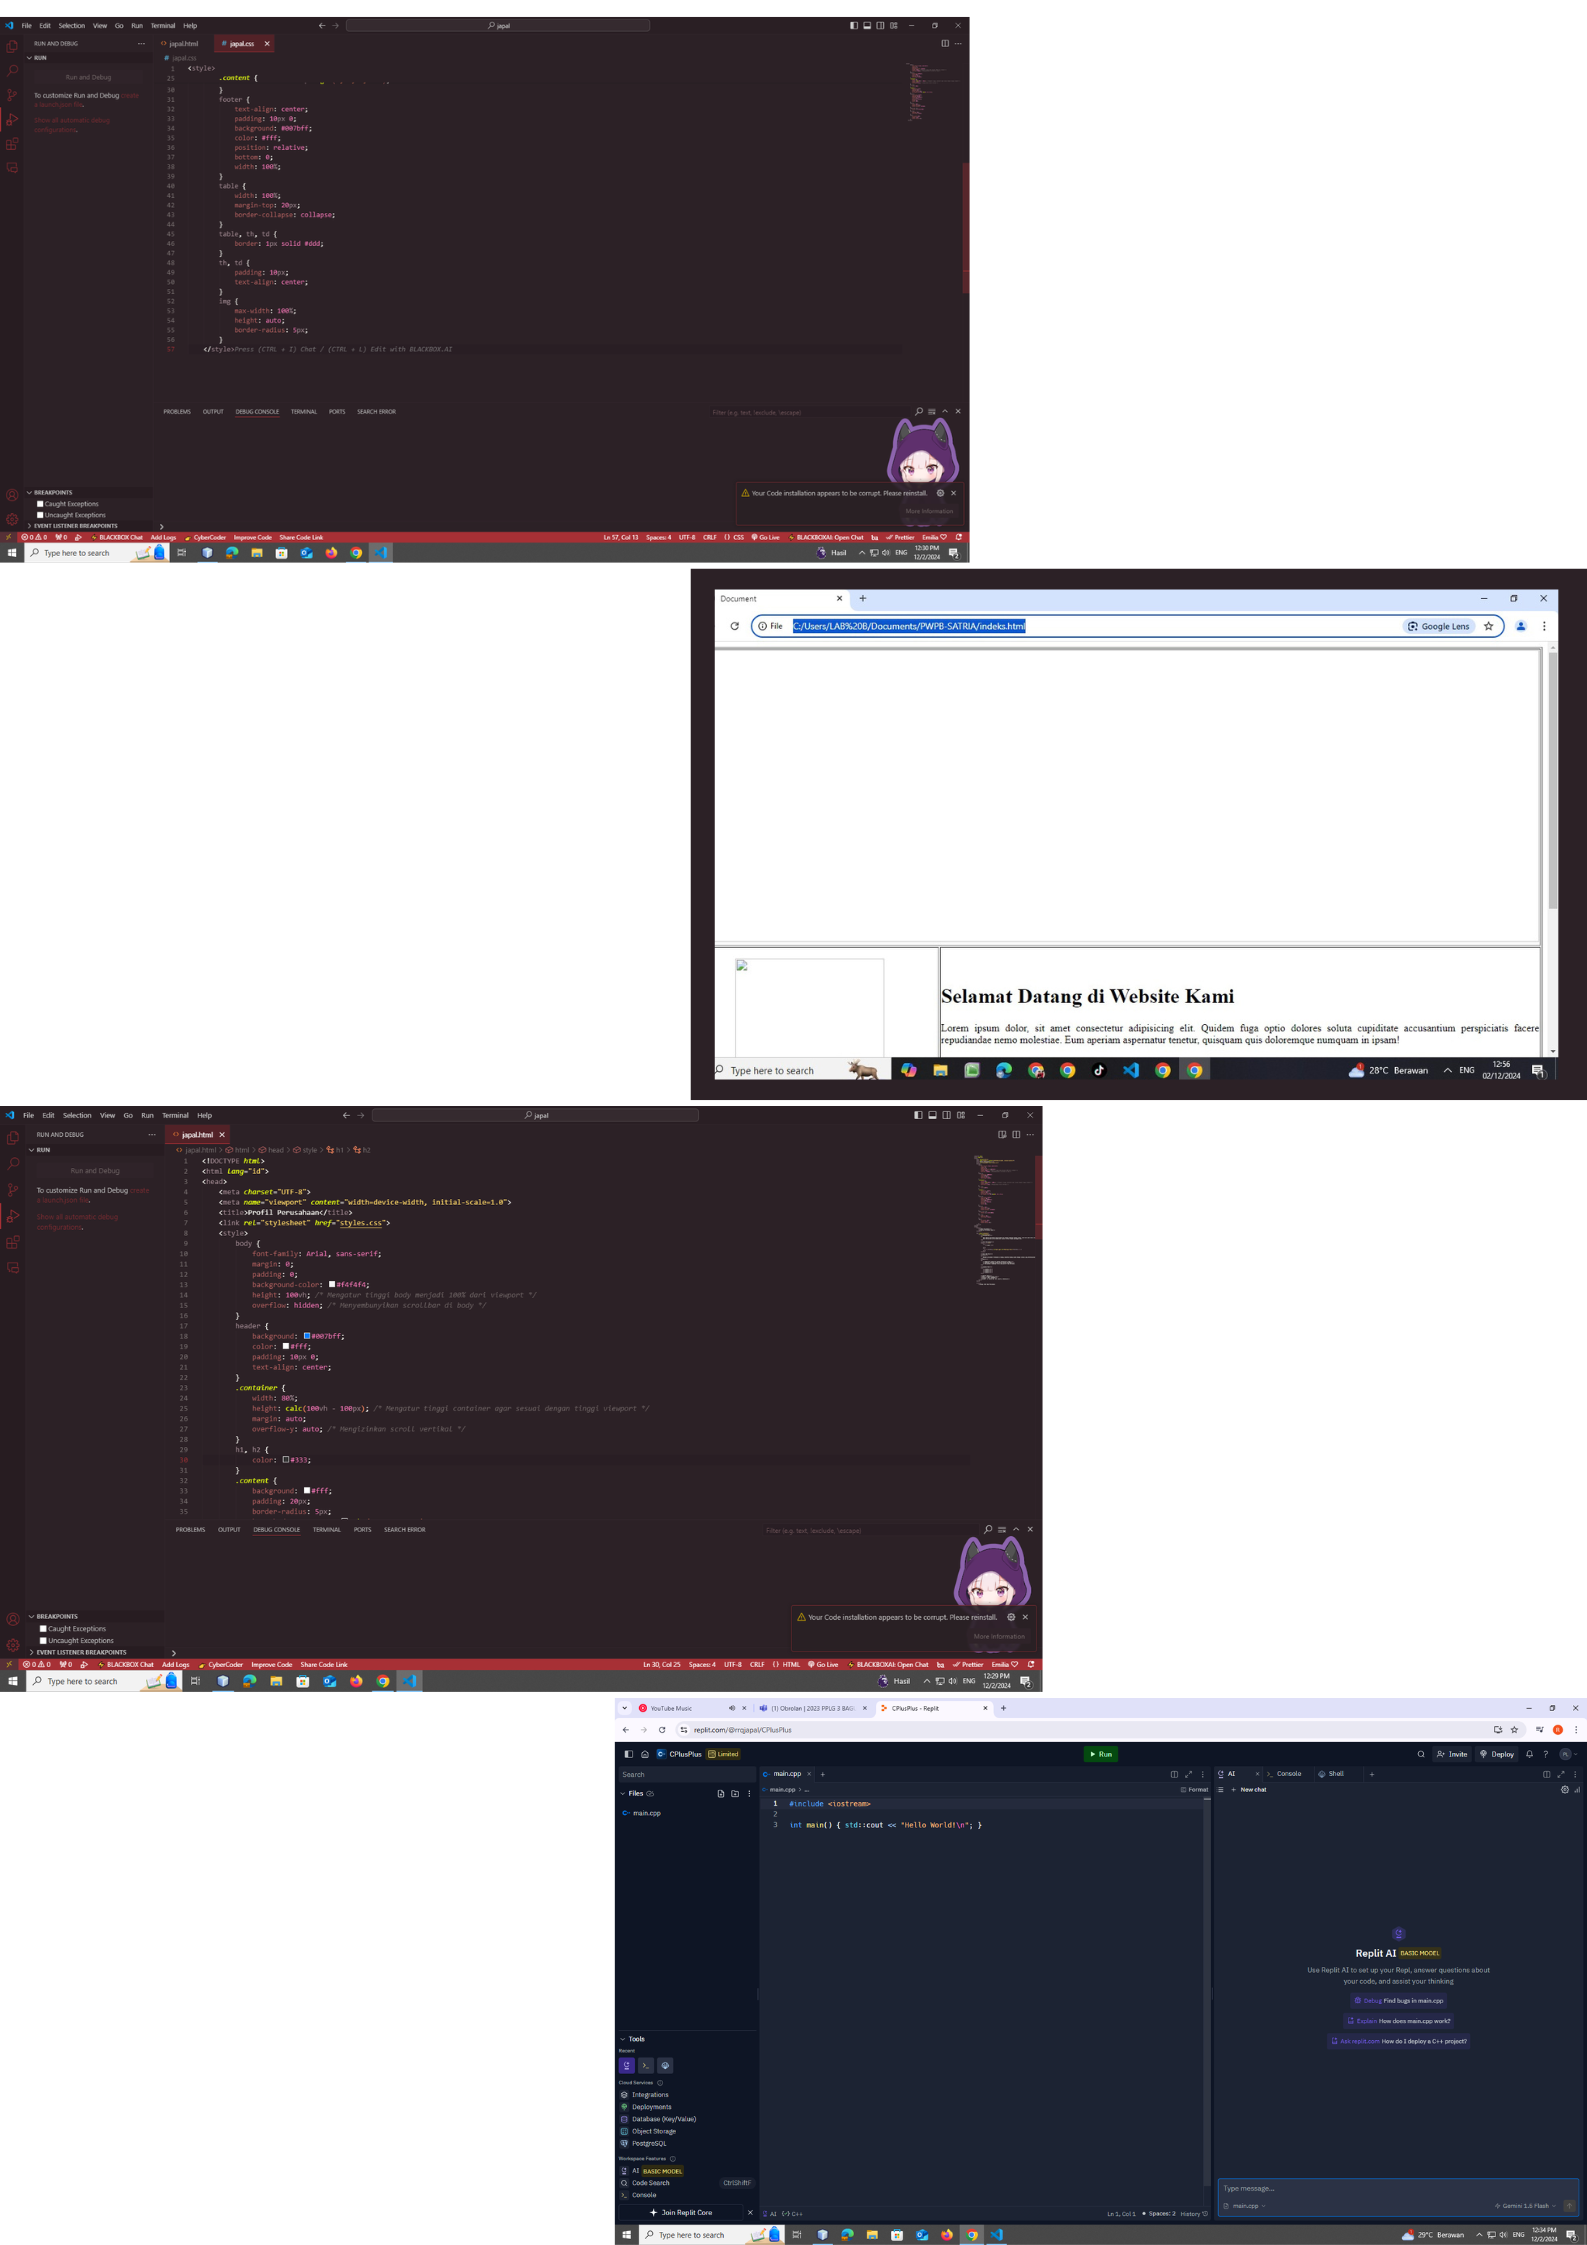 File Edit Selection View Go Run Terminal Help
japal
RUN AND DEBUG
japal.html
japal.css
RUN
japal.css
Run and Debug
To customize Run and Debug create
a launch.json file.
Show all automatic debug
configurations.
1 <style>
25 .content {
30 }
31 footer {
32 text-align: center;
33 padding: 10px 0;
34 background: #007bff;
35 color: #fff;
36 position: relative;
37 bottom: 0;
38 width: 100%;
39 }
40 table {
41 width: 100%;
42 margin-top: 20px;
43 border-collapse: collapse;
44 }
45 table, th, td {
46 border: 1px solid #ddd;
47 }
48 th, td {
49 padding: 10px;
50 text-align: center;
51 }
52 img {
53 max-width: 100%;
54 height: auto;
55 border-radius: 5px;
56 }
57 </style>Press (CTRL + I) Chat / (CTRL + L) Edit with BLACKBOX.AI
PROBLEMS OUTPUT DEBUG CONSOLE TERMINAL PORTS SEARCH ERROR
Filter (e.g. text, !exclude, \escape)
BREAKPOINTS
Caught Exceptions
Uncaught Exceptions
EVENT LISTENER BREAKPOINTS
Your Code installation appears to be corrupt. Please reinstall.
More Information
0 0 0 BLACKBOX Chat Add Logs CyberCoder Improve Code Share Code Link
Ln 57, Col 13 Spaces: 4 UTF-8 CRLF {} CSS Go Live BLACKBOXAI: Open Chat Prettier Emilia
Type here to search
Hasil ENG 12:30 PM
12/2/2024 2
Document
File C:/Users/LAB%20B/Documents/PWPB-SATRIA/indeks.html
Google Lens
Selamat Datang di Website Kami
Lorem ipsum dolor, sit amet consectetur adipisicing elit. Quidem fuga optio dolores soluta cupiditate accusantium perspiciatis facere
repudiandae nemo molestiae. Eum aperiam aspernatur tenetur, quisquam quis doloremque numquam in ipsam!
Type here to search
28°C Berawan ENG 12:56
02/12/2024 1
File Edit Selection View Go Run Terminal Help
japal
RUN AND DEBUG
japal.html
RUN
japal.html > html > head > style > h1 > h2
Run and Debug
To customize Run and Debug create
a launch.json file.
Show all automatic debug
configurations.
1 <!DOCTYPE html>
2 <html lang="id">
3 <head>
4 <meta charset="UTF-8">
5 <meta name="viewport" content="width=device-width, initial-scale=1.0">
6 <title>Profil Perusahaan</title>
7 <link rel="stylesheet" href="styles.css">
8 <style>
9 body {
10 font-family: Arial, sans-serif;
11 margin: 0;
12 padding: 0;
13 background-color: #f4f4f4;
14 height: 100vh; /* Mengatur tinggi body menjadi 100% dari viewport */
15 overflow: hidden; /* Menyembunyikan scrollbar di body */
16 }
17 header {
18 background: #007bff;
19 color: #fff;
20 padding: 10px 0;
21 text-align: center;
22 }
23 .container {
24 width: 80%;
25 height: calc(100vh - 100px); /* Mengatur tinggi container agar sesuai dengan tinggi viewport */
26 margin: auto;
27 overflow-y: auto; /* Mengizinkan scroll vertikal */
28 }
29 h1, h2 {
30 color: #333;
31 }
32 .content {
33 background: #fff;
34 padding: 20px;
35 border-radius: 5px;
PROBLEMS OUTPUT DEBUG CONSOLE TERMINAL PORTS SEARCH ERROR
Filter (e.g. text, !exclude, \escape)
BREAKPOINTS
Caught Exceptions
Uncaught Exceptions
EVENT LISTENER BREAKPOINTS
Your Code installation appears to be corrupt. Please reinstall.
More Information
0 0 0 BLACKBOX Chat Add Logs CyberCoder Improve Code Share Code Link
Ln 30, Col 25 Spaces: 4 UTF-8 CRLF {} HTML Go Live BLACKBOXAI: Open Chat Prettier Emilia
Type here to search
Hasil ENG 12:29 PM
12/2/2024 2
YouTube Music
(1) Obrolan | 2023 PPLG 3 BAG
CPlusPlus - Replit
replit.com/@rrqjapal/CPlusPlus
CPlusPlus Limited
Run
Invite Deploy
Search
main.cpp
AI Console Shell
Files
main.cpp > ...
Format
New chat
main.cpp
1 #include <iostream>
2
3 int main() { std::cout << "Hello World!\n"; }
Replit AI BASIC MODEL
Use Replit AI to set up your Repl, answer questions about
your code, and assist your thinking
Debug Find bugs in main.cpp
Explain How does main.cpp work?
Ask replit.com How do I deploy a C++ project?
Tools
Recent
Cloud Services
Integrations
Deployments
Database (Key/Value)
Object Storage
PostgreSQL
Workspace Features
AI BASIC MODEL
Code Search CtrlShiftF
Console
Join Replit Core
Type message...
main.cpp
Gemini 1.5 Flash
AI C++
Ln 1, Col 1 Spaces: 2 History
Type here to search
29°C Berawan ENG 12:34 PM
12/2/2024 2